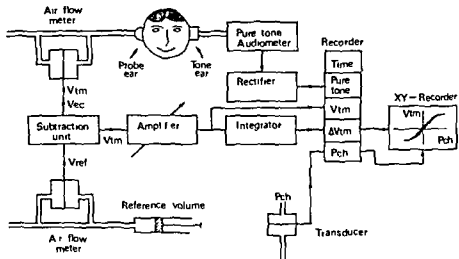 Air flow
meter
Pure tone
Audiometer
Recorder
Probe
ear
Tone
ear
Time
Vtm
Vec
Rectifier
Pure
tone
XY-Recorder
Vtm
Pch
Subtraction
unit
Vtm
Amplifier
Integrator
Vtm
ΔVtm
Pch
Vref
Reference volume
Pch
Transducer
Air flow
meter